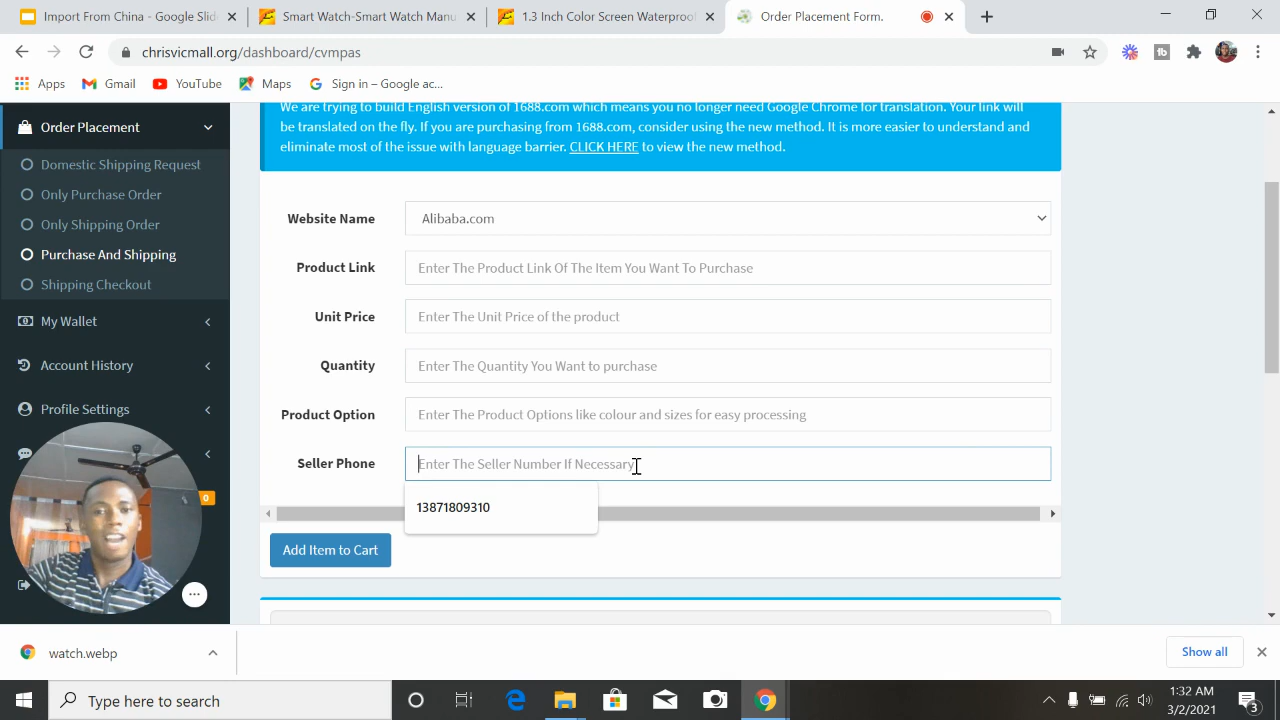 Import From China - Google Slid
Smart Watch-Smart Watch Manu
1.3 Inch Color Screen Waterproof
Order Placement Form.
chrisvicmall.org/dashboard/cvmpas
Apps
Gmail
YouTube
Maps
Sign in – Google ac...
We are trying to build English version of 1688.com which means you no longer need Google Chrome for translation. Your link will
be translated on the fly. If you are purchasing from 1688.com, consider using the new method. It is more easier to understand and
eliminate most of the issue with language barrier. CLICK HERE to view the new method.
Order Placement
Domestic Shipping Request
Only Purchase Order
Only Shipping Order
Purchase And Shipping
Shipping Checkout
My Wallet
Account History
Profile Settings
0
Website Name
Alibaba.com
Product Link
Enter The Product Link Of The Item You Want To Purchase
Unit Price
Enter The Unit Price of the product
Quantity
Enter The Quantity You Want to purchase
Product Option
Enter The Product Options like colour and sizes for easy processing
Seller Phone
Enter The Seller Number If Necessary
13871809310
Add Item to Cart
watch.webp
Show all
Type here to search
1:32 AM
3/2/2021
3